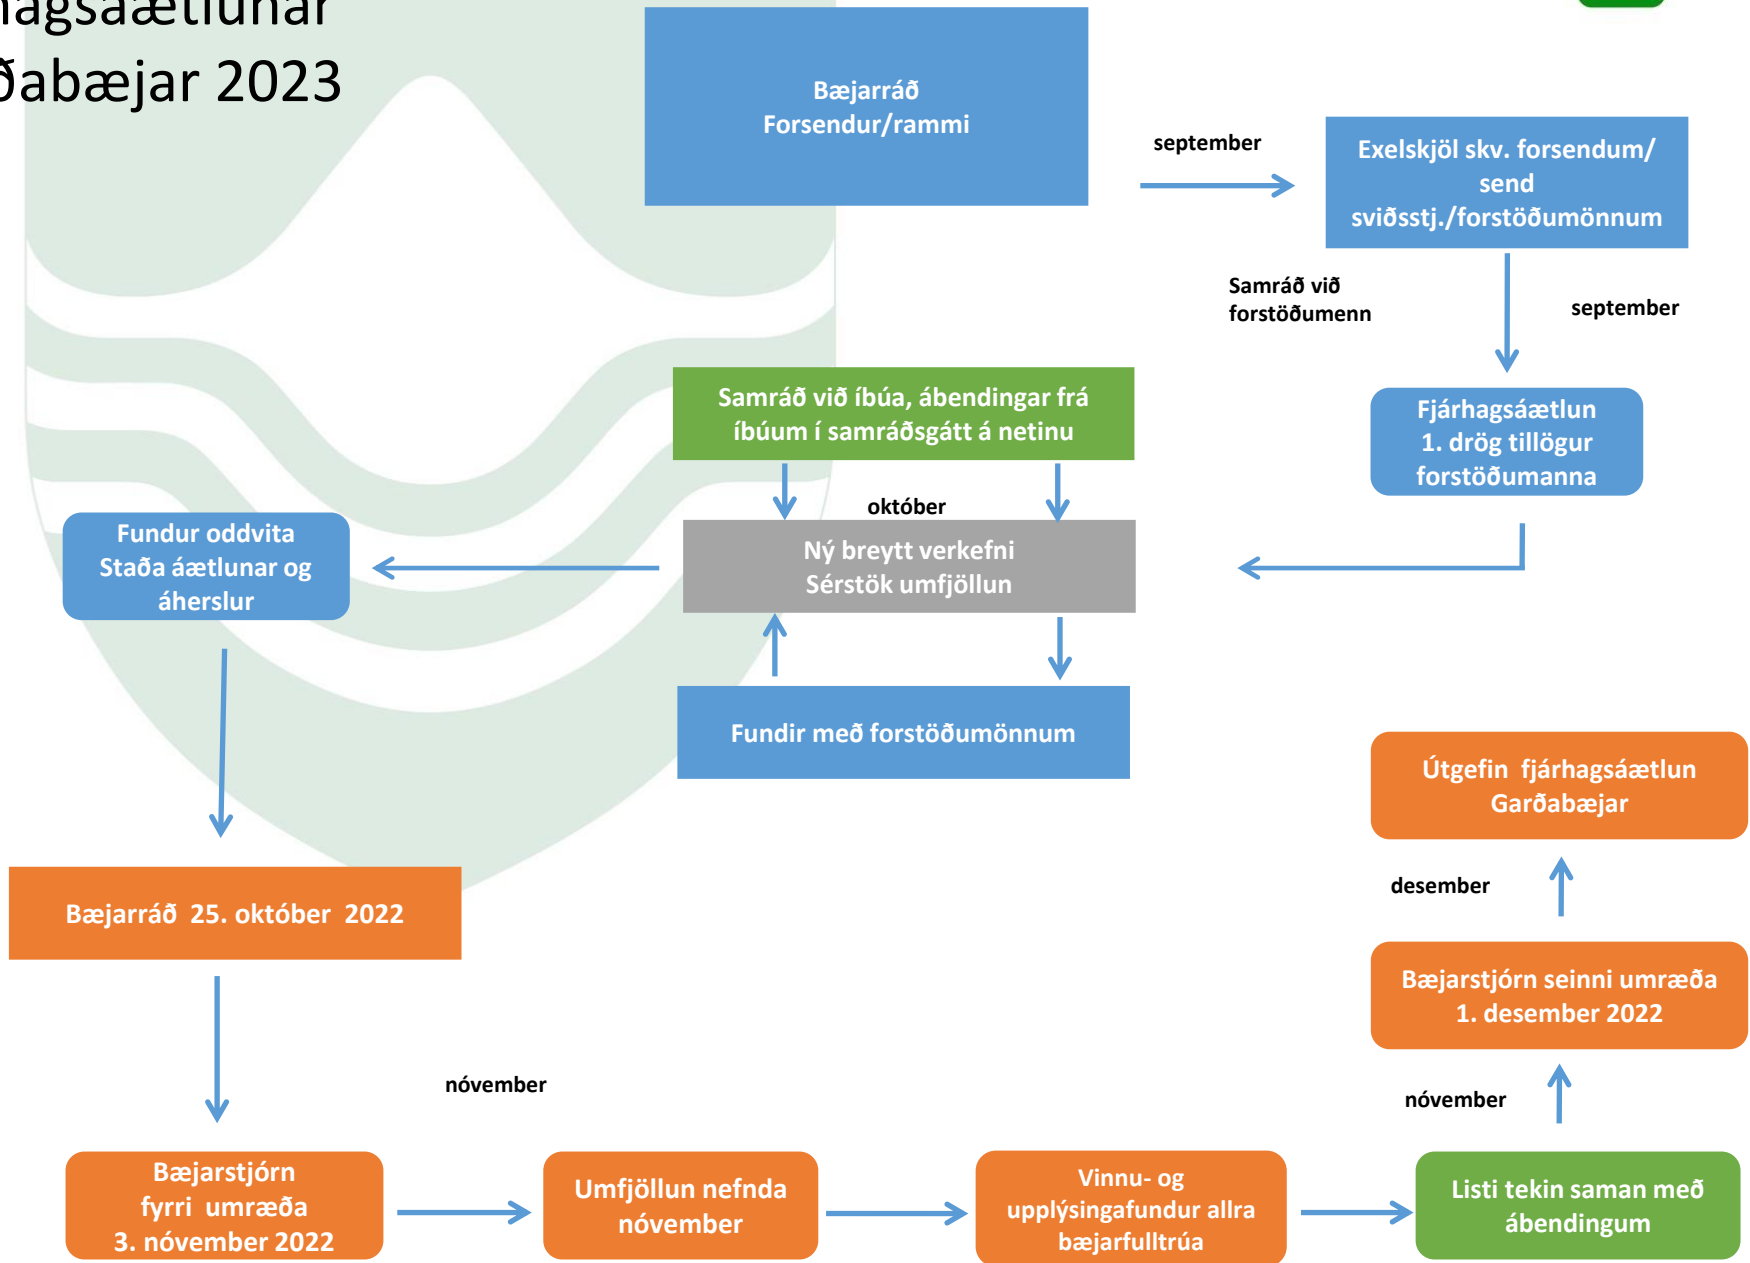 ðabæjar 2023
Bæjarráð
Forsendur/rammi
september
Exelskjöl skv. forsendum/
send
sviðsstj./forstöðumönnum
Samráð við
forstöðumenn
september
Samráð við íbúa, ábendingar frá
íbúum í samráðsgátt á netinu
Fjárhagsáætlun
1. drög tillögur
forstöðumanna
október
Fundur oddvita
Staða áætlunar og
áherslur
Ný breytt verkefni
Sérstök umfjöllun
Fundir með forstöðumönnum
Útgefin  fjárhagsáætlun
Garðabæjar
desember
Bæjarráð  25. október  2022
Bæjarstjórn seinni umræða
1. desember 2022
nóvember
nóvember
Bæjarstjórn
fyrri  umræða
3. nóvember 2022
Umfjöllun nefnda
nóvember
Vinnu- og
upplýsingafundur allra
bæjarfulltrúa
Listi tekin saman með
ábendingum